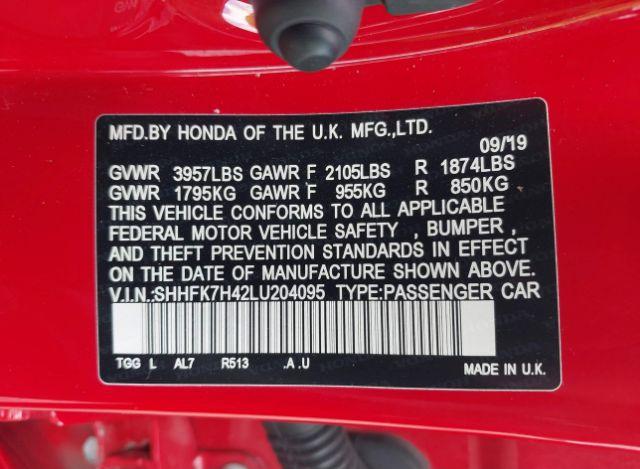 MFD.BY HONDA OF THE U.K. MFG.,LTD.
09/19
GVWR 3957LBS GAWR F 2105LBS R 1874LBS
GVWR 1795KG GAWR F 955KG R 850KG
THIS VEHICLE CONFORMS TO ALL APPLICABLE
FEDERAL MOTOR VEHICLE SAFETY , BUMPER ,
AND THEFT PREVENTION STANDARDS IN EFFECT
ON THE DATE OF MANUFACTURE SHOWN ABOVE.
V.I.N.:SHHFK7H42LU204095 TYPE:PASSENGER CAR
TGG L AL7 R513 .A .U
MADE IN U.K.